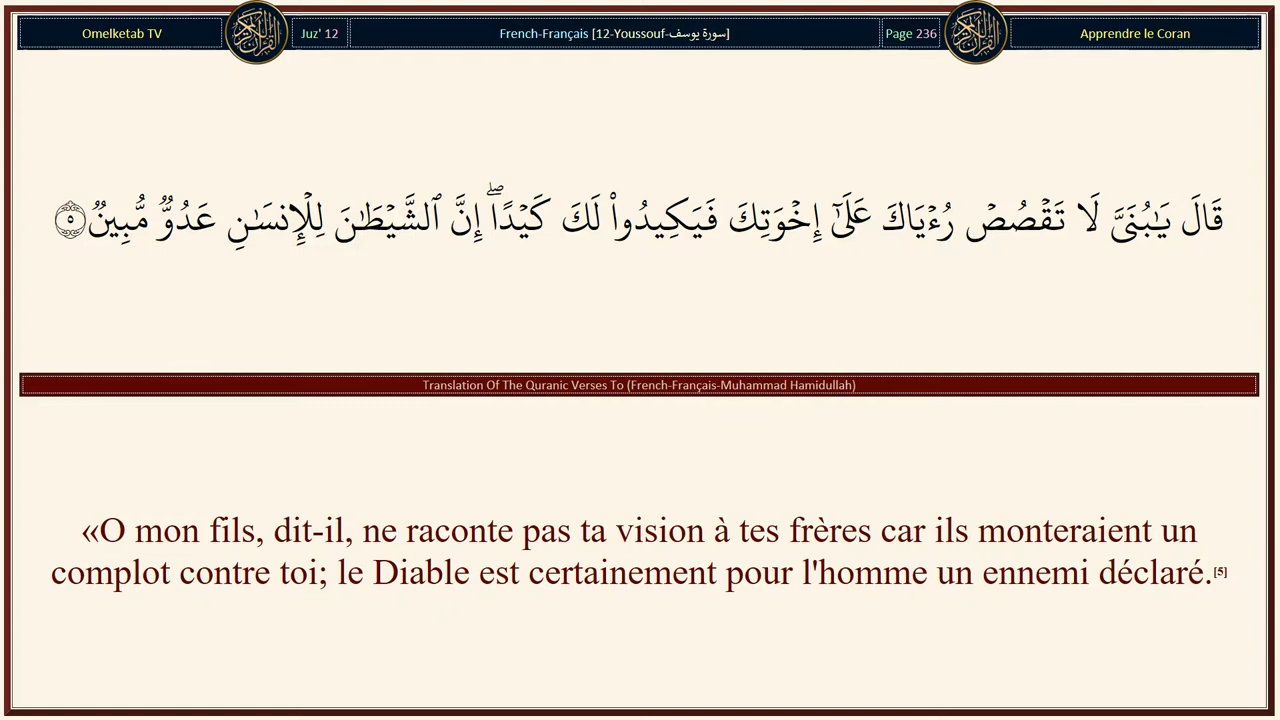 Omelketab TV
Juz' 12
French-Français [12-Youssouf-سورة يوسف]
Page 236
Apprendre le Coran
قَالَ يَـٰبُنَىَّ لَا تَقۡصُصۡ رُءۡيَاكَ عَلَىٰٓ إِخۡوَتِكَ فَيَكِيدُواْ لَكَ كَيۡدًاۖ إِنَّ ٱلشَّيۡطَـٰنَ لِلۡإِنسَـٰنِ عَدُوࣱّ مُّبِينࣱ ٥
Translation Of The Quranic Verses To (French-Français-Muhammad Hamidullah)
«O mon fils, dit-il, ne raconte pas ta vision à tes frères car ils monteraient un
complot contre toi; le Diable est certainement pour l'homme un ennemi déclaré.[5]